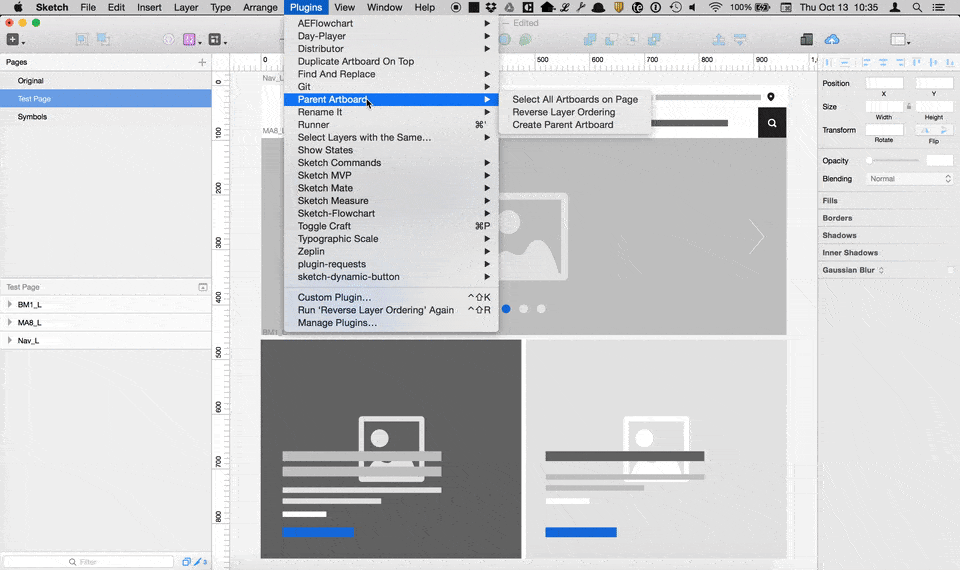 Sketch File Edit Insert Layer Type Arrange Plugins View Window Help 100% Thu Oct 13 10:35
— Edited
Pages
Original
Test Page
Symbols
Test Page
BM1_L
MA8_L
Nav_L
Filter
3
AEFlowchart
Day-Player
Distributor
Duplicate Artboard On Top
Find And Replace
Git
Parent Artboard
Rename It
Runner ⌘'
Select Layers with the Same…
Show States
Sketch Commands
Sketch MVP
Sketch Mate
Sketch Measure
Sketch-Flowchart
Toggle Craft ⌘P
Typographic Scale
Zeplin
plugin-requests
sketch-dynamic-button
Custom Plugin… ^⇧K
Run 'Reverse Layer Ordering' Again ^⇧R
Manage Plugins…
Select All Artboards on Page
Reverse Layer Ordering
Create Parent Artboard
500 600 700 800 900
0
100
200
300
400
500
600
700
800
Nav_L
MA8_L
BM1_L
Position
X Y
Size
Width Height
Transform
Rotate Flip
Opacity
Blending Normal
Fills
Borders
Shadows
Inner Shadows
Gaussian Blur